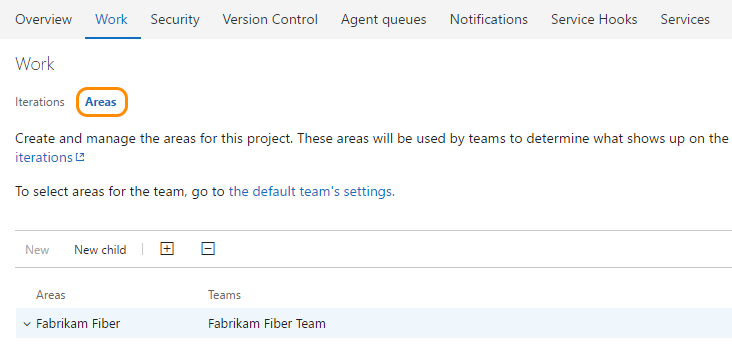 Overview Work Security Version Control Agent queues Notifications Service Hooks Services
Work
Iterations Areas
Create and manage the areas for this project. These areas will be used by teams to determine what shows up on the
iterations
To select areas for the team, go to the default team's settings.
New New child
Areas Teams
Fabrikam Fiber Fabrikam Fiber Team